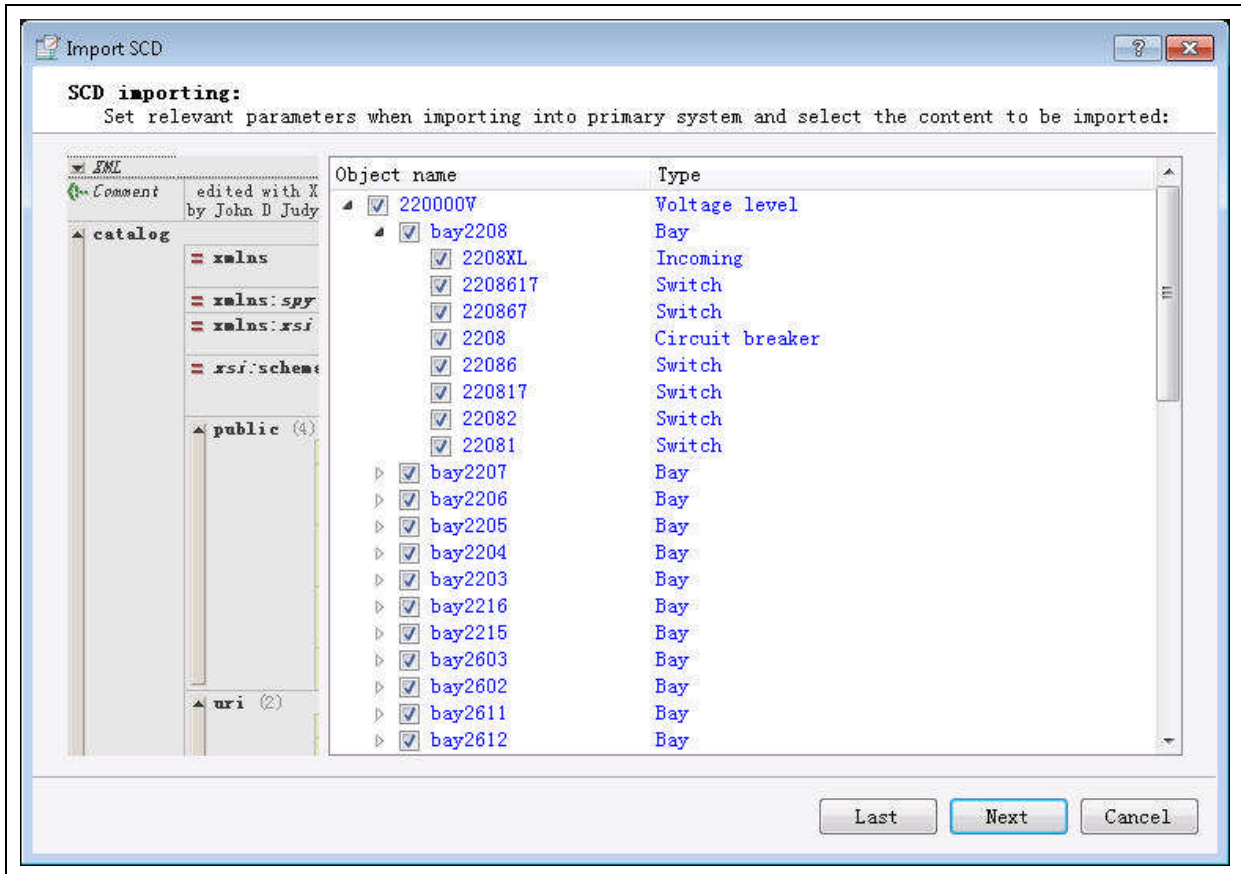 Import SCD
SCD importing:
Set relevant parameters when importing into primary system and select the content to be imported:
XML
Comment edited with X
by John D Judy
catalog
= xmlns
= xmlns:spy
= xmlns:xsi
= xsi:schema
public (4)
uri (2)
Object name Type
220000V Voltage level
bay2208 Bay
2208XL Incoming
2208617 Switch
220867 Switch
2208 Circuit breaker
22086 Switch
220817 Switch
22082 Switch
22081 Switch
bay2207 Bay
bay2206 Bay
bay2205 Bay
bay2204 Bay
bay2203 Bay
bay2216 Bay
bay2215 Bay
bay2603 Bay
bay2602 Bay
bay2611 Bay
bay2612 Bay
Last Next Cancel